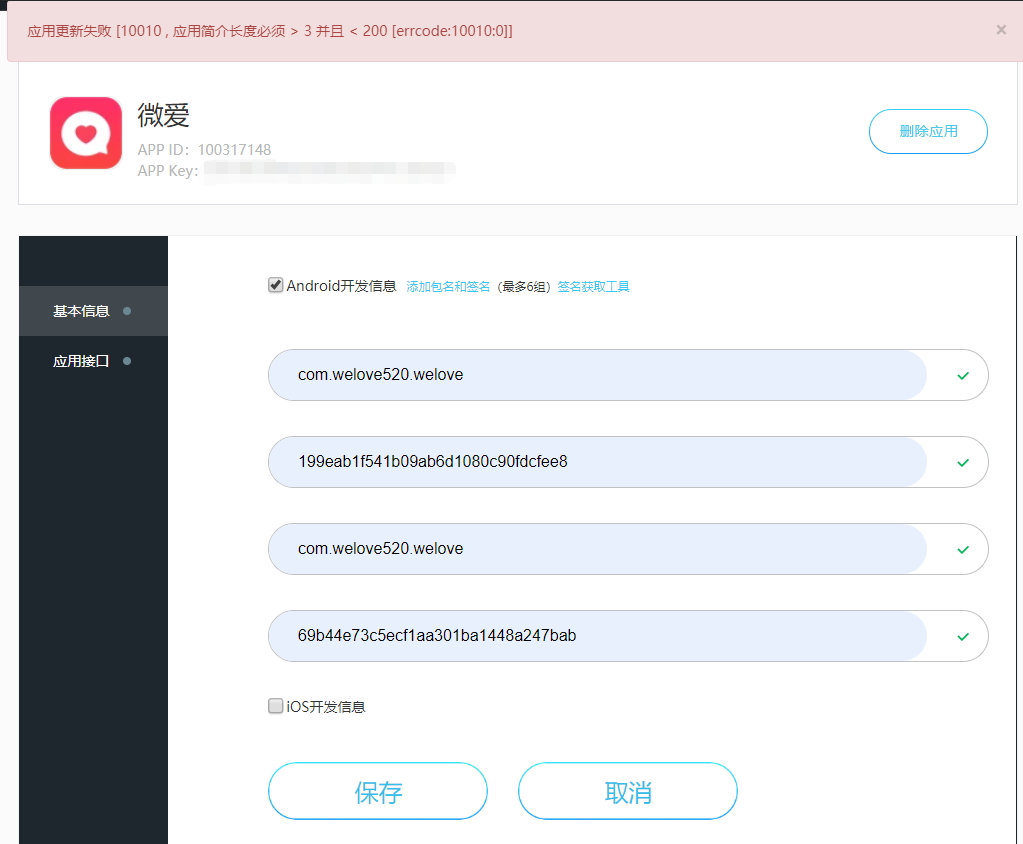 应用更新失败 [10010 , 应用简介长度必须 > 3 并且 < 200 [errcode:10010:0]]
×
微爱
APP ID：100317148
删除应用
APP Key：
基本信息
应用接口
Android开发信息 添加包名和签名（最多6组）签名获取工具
com.welove520.welove
199eab1f541b09ab6d1080c90fdcfee8
com.welove520.welove
69b44e73c5ecf1aa301ba1448a247bab
iOS开发信息
保存 取消